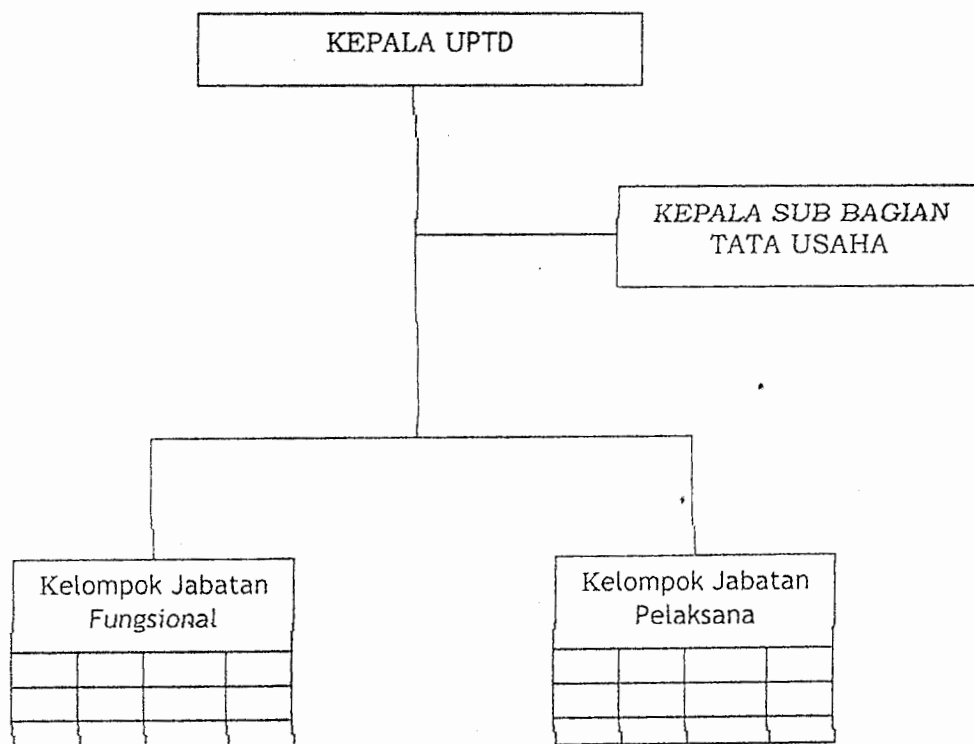 KEPALA UPTD
KEPALA SUB BAGIAN
TATA USAHA
Kelompok Jabatan
Fungsional
Kelompok Jabatan
Pelaksana